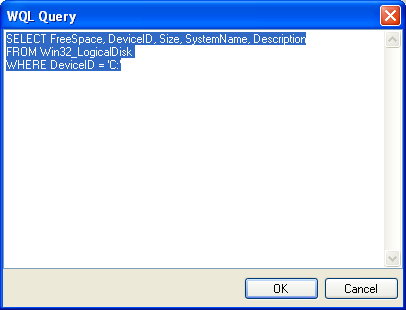 WQL Query
SELECT FreeSpace, DeviceID, Size, SystemName, Description
FROM Win32_LogicalDisk
WHERE DeviceID = 'C:'
OK
Cancel